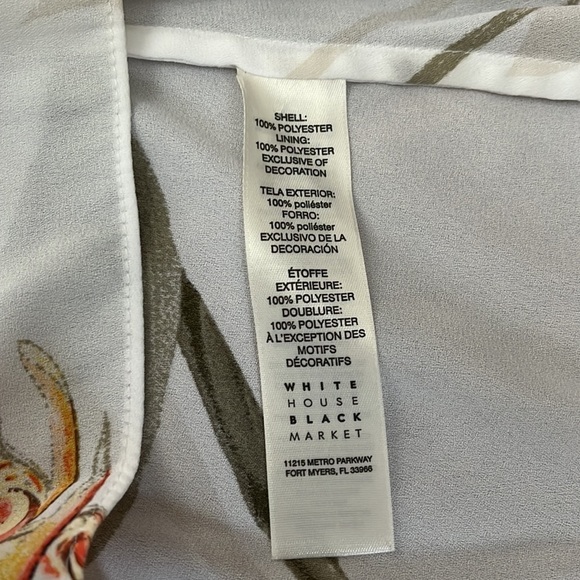 SHELL:
100% POLYESTER
LINING:
100% POLYESTER
EXCLUSIVE OF
DECORATION
TELA EXTERIOR:
100% poliéster
FORRO:
100% poliéster
EXCLUSIVO DE LA
DECORACIÓN
ÉTOFFE
EXTÉRIEURE:
100% POLYESTER
DOUBLURE:
100% POLYESTER
À L'EXCEPTION DES
MOTIFS
DÉCORATIFS
WHITE
HOUSE
BLACK
MARKET
11215 METRO PARKWAY
FORT MYERS, FL 33966